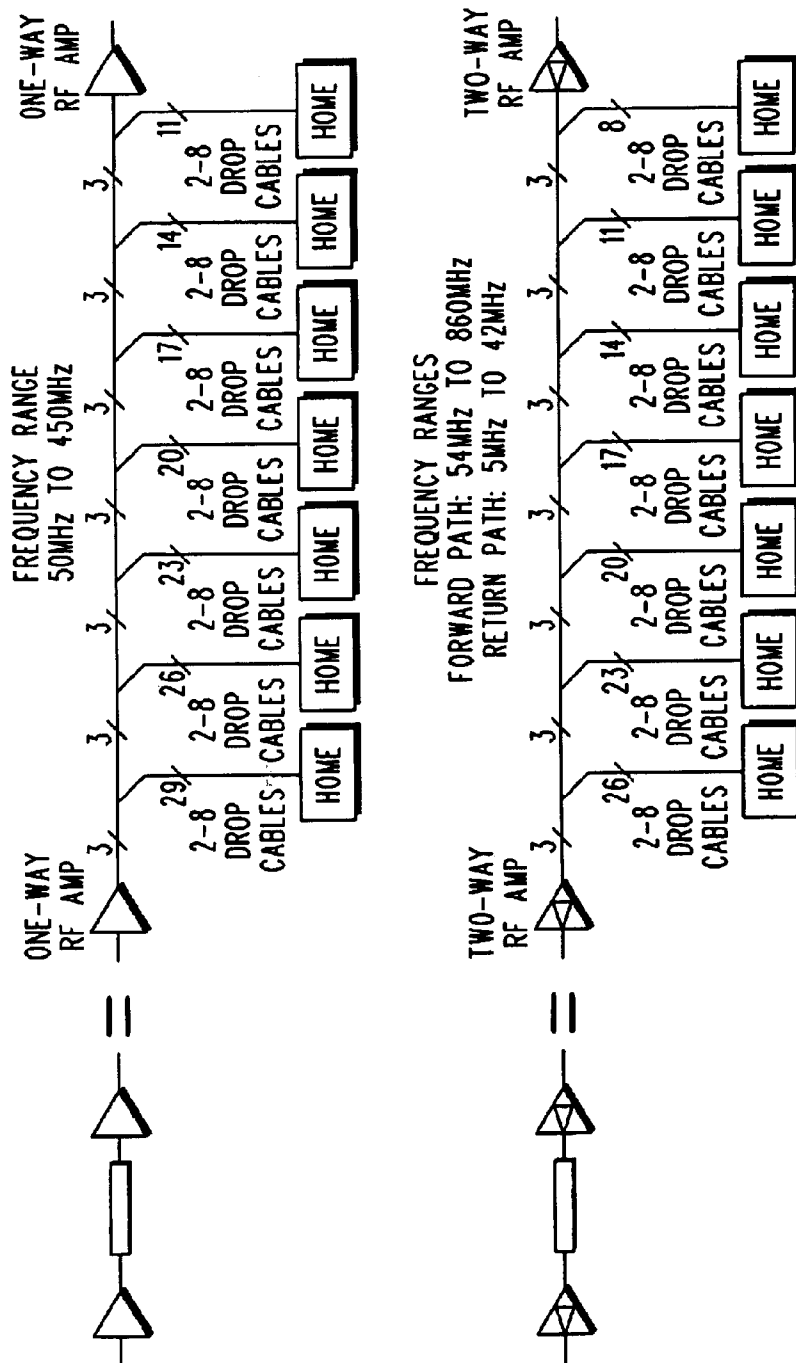 ONE-WAY
RF AMP
FREQUENCY RANGE
50MHz TO 450MHz
ONE-WAY
RF AMP
3 3 3 3 3 3 3
29 26 23 20 17 14 11
2-8 2-8 2-8 2-8 2-8 2-8 2-8
DROP DROP DROP DROP DROP DROP DROP
CABLES CABLES CABLES CABLES CABLES CABLES CABLES
HOME HOME HOME HOME HOME HOME HOME
FREQUENCY RANGES
FORWARD PATH: 54MHz TO 860MHz
RETURN PATH: 5MHz TO 42MHz
TWO-WAY
RF AMP
TWO-WAY
RF AMP
3 3 3 3 3 3 3
26 23 20 17 14 11 8
2-8 2-8 2-8 2-8 2-8 2-8 2-8
DROP DROP DROP DROP DROP DROP DROP
CABLES CABLES CABLES CABLES CABLES CABLES CABLES
HOME HOME HOME HOME HOME HOME HOME